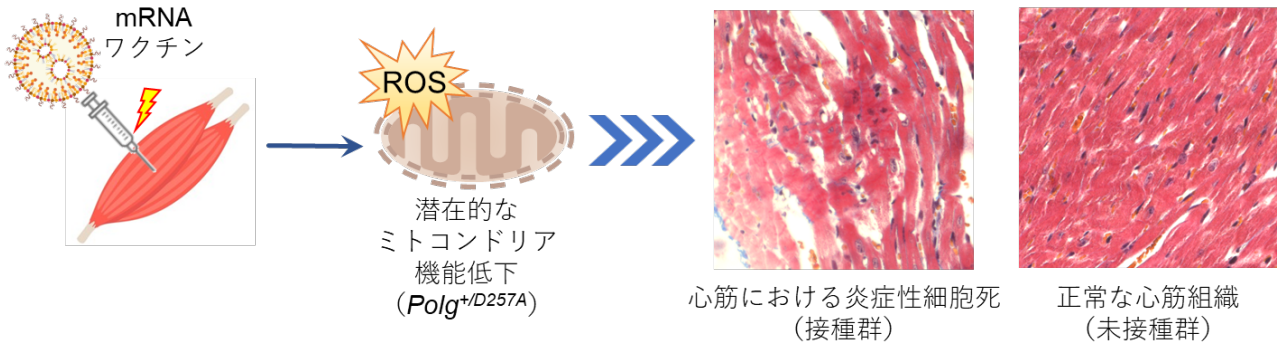 mRNA
ワクチン
ROS
潜在的な
ミトコンドリア
機能低下
（Polg+/D257A）
心筋における炎症性細胞死
（接種群）
正常な心筋組織
（未接種群）